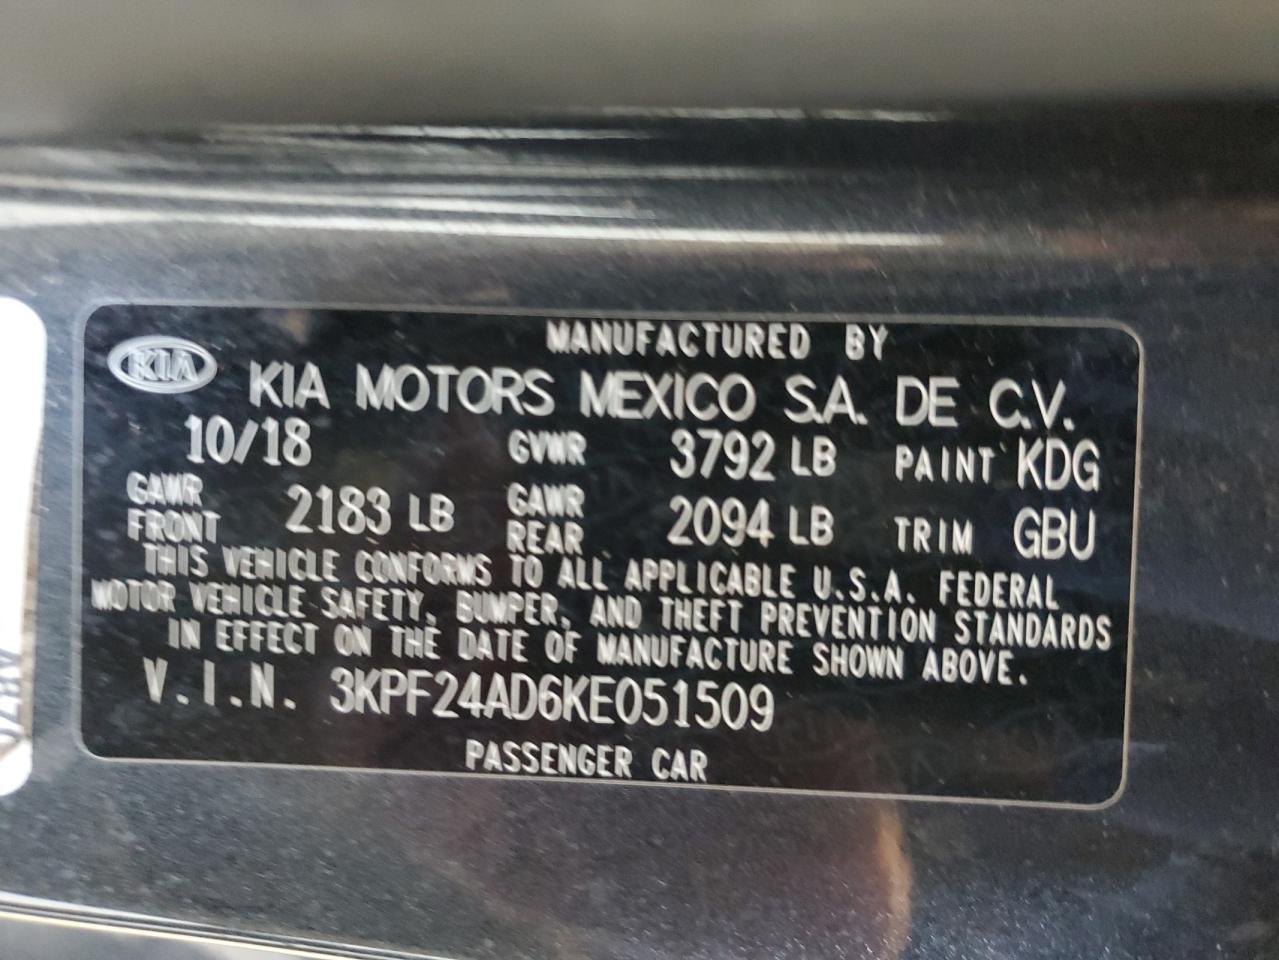 MANUFACTURED BY
KIA KIA MOTORS MEXICO S.A. DE C.V.
10/18 GVWR 3792 LB PAINT KDG
GAWR FRONT 2183 LB GAWR REAR 2094 LB TRIM GBU
THIS VEHICLE CONFORMS TO ALL APPLICABLE U.S.A. FEDERAL
MOTOR VEHICLE SAFETY, BUMPER, AND THEFT PREVENTION STANDARDS
IN EFFECT ON THE DATE OF MANUFACTURE SHOWN ABOVE.
V.I.N. 3KPF24AD6KE051509
PASSENGER CAR